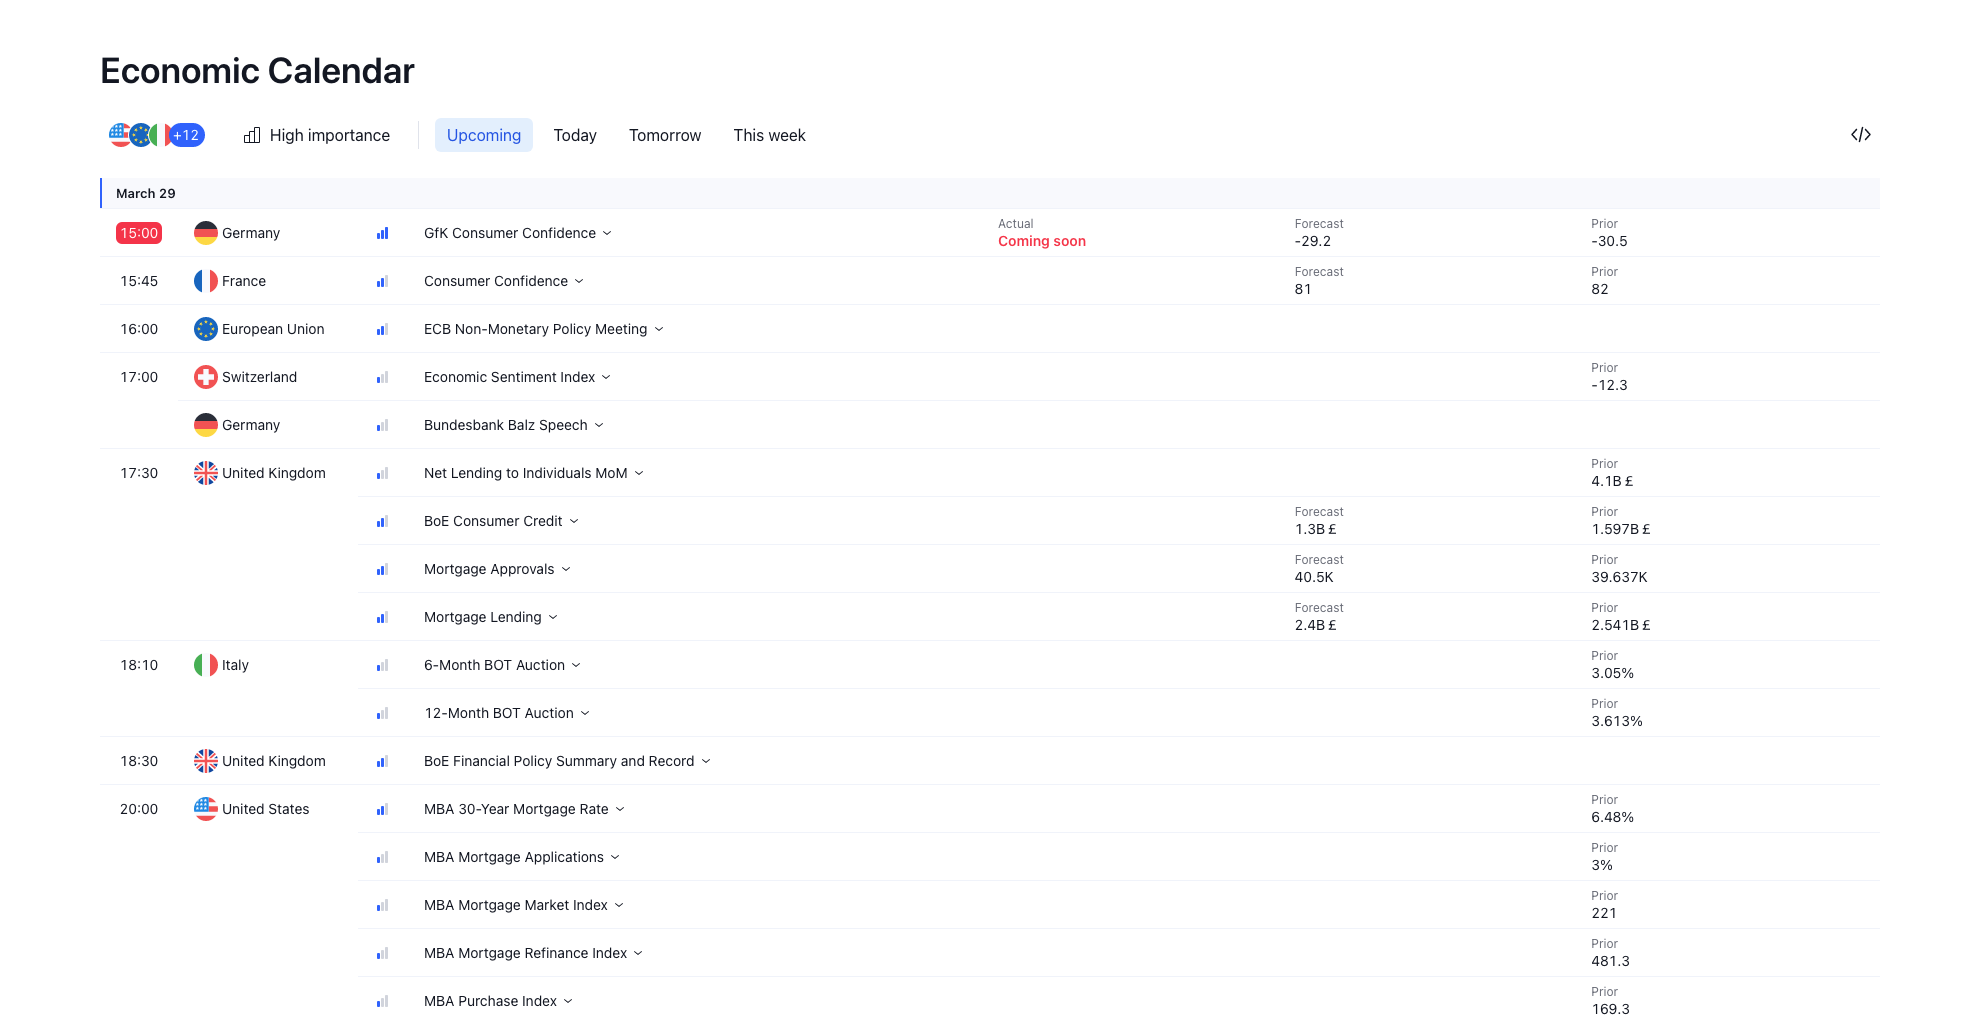 Economic Calendar
+12 High importance Upcoming Today Tomorrow This week </>
March 29
15:00 Germany GfK Consumer Confidence Actual Coming soon Forecast -29.2 Prior -30.5
15:45 France Consumer Confidence Forecast 81 Prior 82
16:00 European Union ECB Non-Monetary Policy Meeting
17:00 Switzerland Economic Sentiment Index Prior -12.3
Germany Bundesbank Balz Speech
17:30 United Kingdom Net Lending to Individuals MoM Prior 4.1B £
BoE Consumer Credit Forecast 1.3B £ Prior 1.597B £
Mortgage Approvals Forecast 40.5K Prior 39.637K
Mortgage Lending Forecast 2.4B £ Prior 2.541B £
18:10 Italy 6-Month BOT Auction Prior 3.05%
12-Month BOT Auction Prior 3.613%
18:30 United Kingdom BoE Financial Policy Summary and Record
20:00 United States MBA 30-Year Mortgage Rate Prior 6.48%
MBA Mortgage Applications Prior 3%
MBA Mortgage Market Index Prior 221
MBA Mortgage Refinance Index Prior 481.3
MBA Purchase Index Prior 169.3